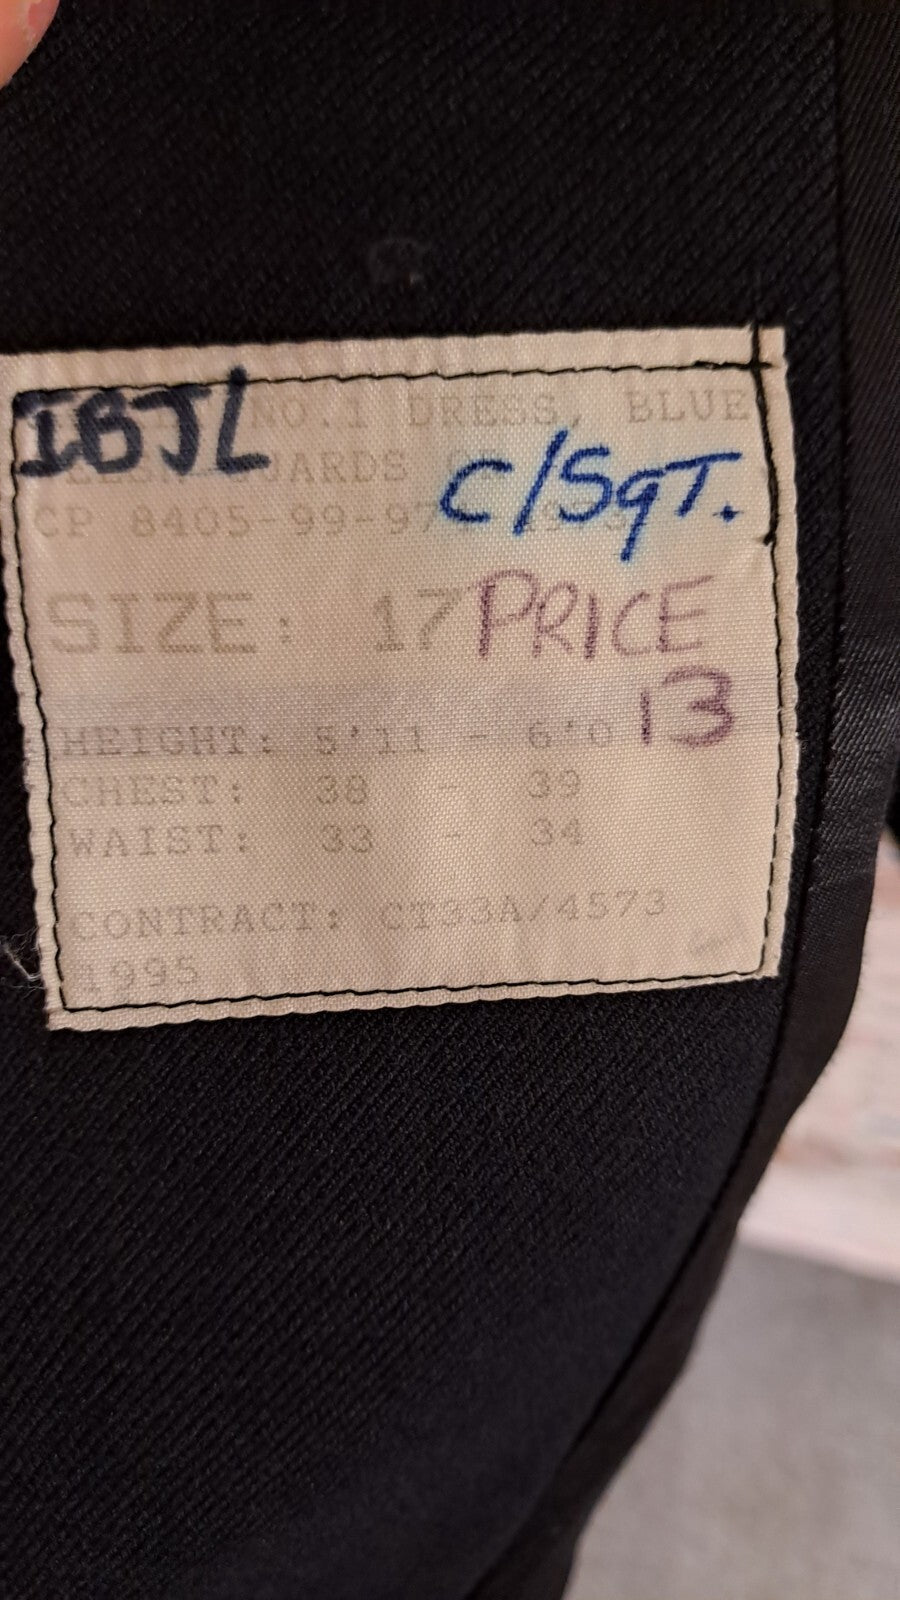 IBJL NO.1 DRESS, BLUE
GUARDS C/SgT.
CP 8405-99-97
SIZE: 17 PRICE
13
HEIGHT: 5'11 - 6'0
CHEST: 38 - 39
WAIST: 33 - 34
CONTRACT: CT33A/4573
1995